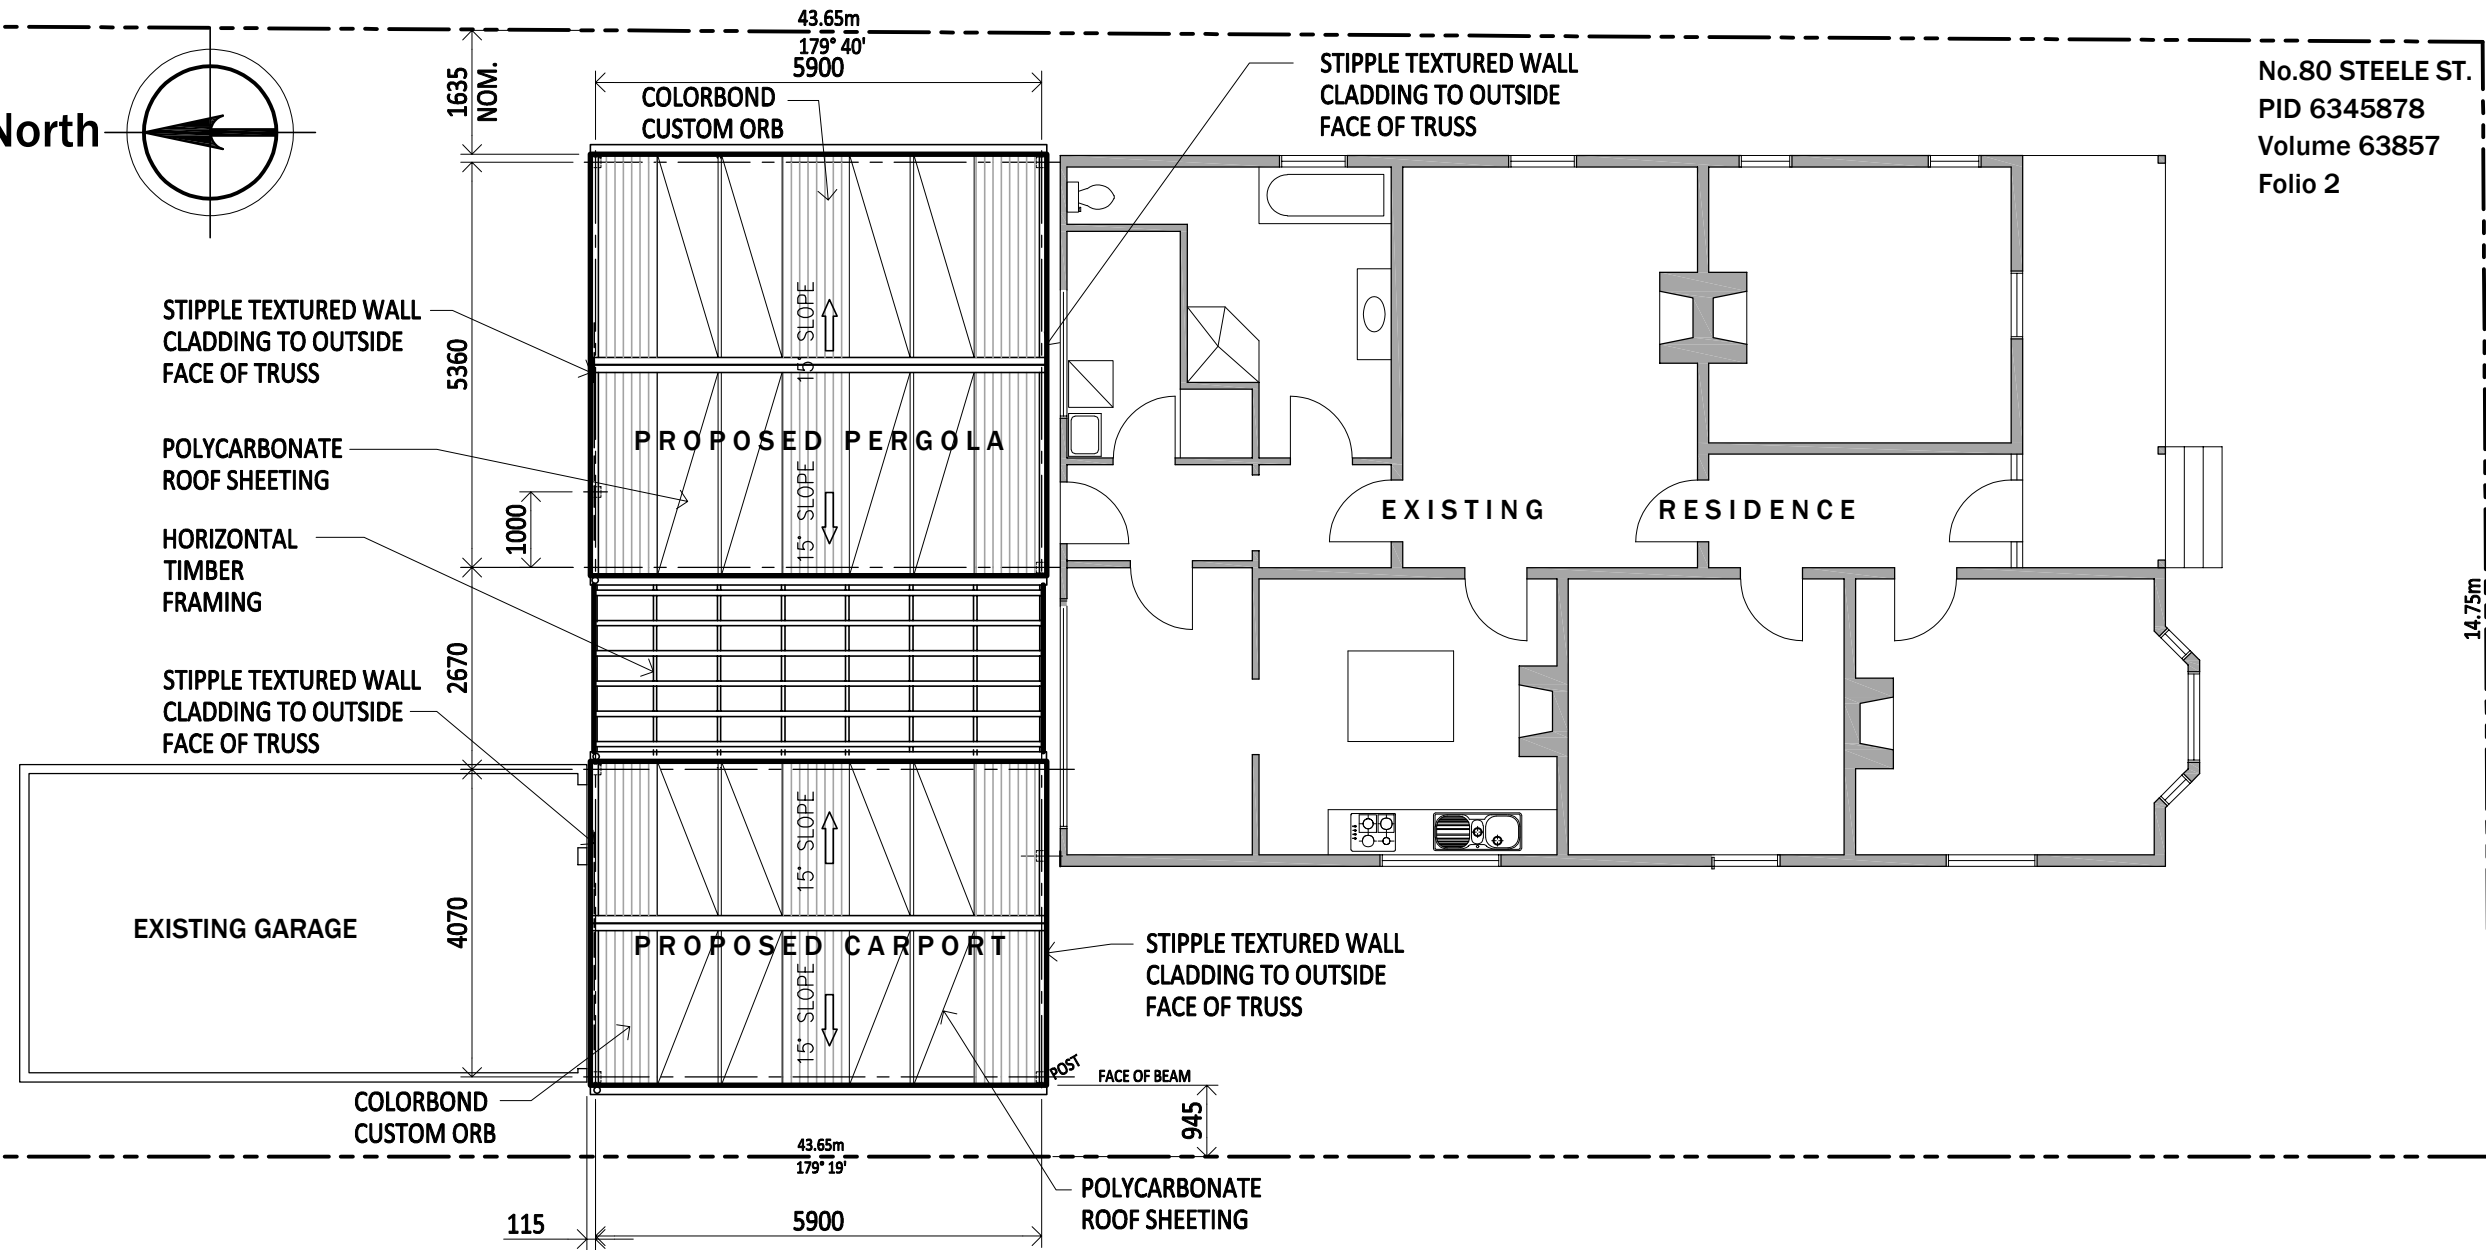 43.65m
179° 40'
5900
1635
NOM.
North
COLORBOND
CUSTOM ORB
STIPPLE TEXTURED WALL
CLADDING TO OUTSIDE
FACE OF TRUSS
No.80 STEELE ST.
PID 6345878
Volume 63857
Folio 2
STIPPLE TEXTURED WALL
CLADDING TO OUTSIDE
FACE OF TRUSS
5360
15° SLOPE
POLYCARBONATE
ROOF SHEETING
PROPOSED PERGOLA
15° SLOPE
1000
EXISTING RESIDENCE
HORIZONTAL
TIMBER
FRAMING
14.75m
2670
STIPPLE TEXTURED WALL
CLADDING TO OUTSIDE
FACE OF TRUSS
15° SLOPE
4070
EXISTING GARAGE
PROPOSED CARPORT
15° SLOPE
STIPPLE TEXTURED WALL
CLADDING TO OUTSIDE
FACE OF TRUSS
POST
FACE OF BEAM
945
COLORBOND
CUSTOM ORB
43.65m
179° 19'
POLYCARBONATE
ROOF SHEETING
115
5900